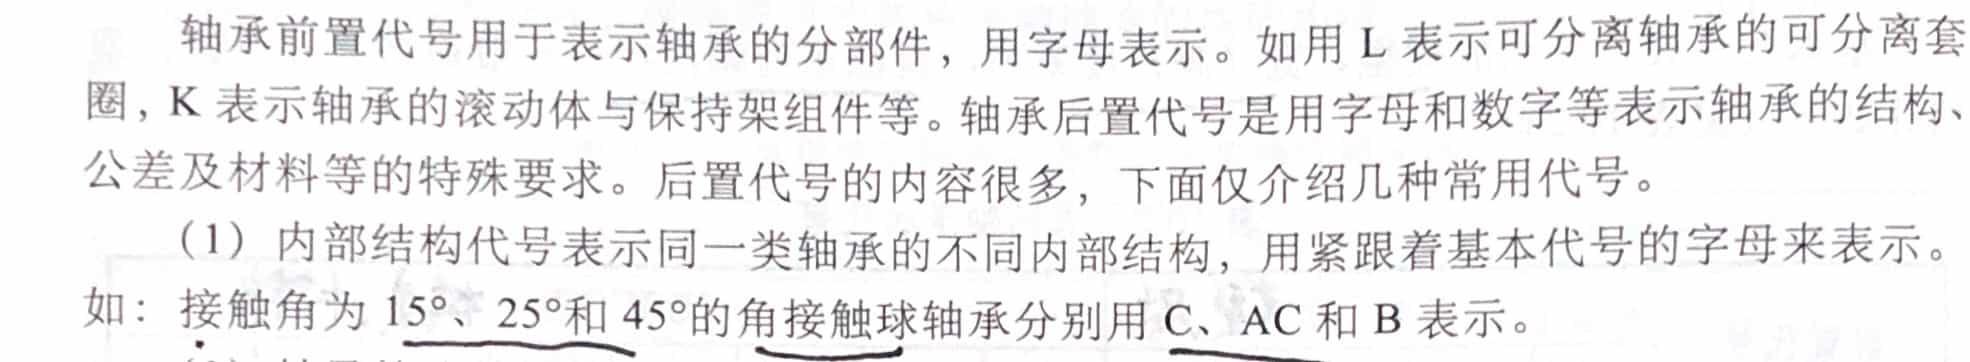 轴承前置代号用于表示轴承的分部件，用字母表示。如用 L 表示可分离轴承的可分离套
圈，K 表示轴承的滚动体与保持架组件等。轴承后置代号是用字母和数字等表示轴承的结构、
公差及材料等的特殊要求。后置代号的内容很多，下面仅介绍几种常用代号。
（1）内部结构代号表示同一类轴承的不同内部结构，用紧跟着基本代号的字母来表示。
如：接触角为 15°、25°和 45°的角接触球轴承分别用 C、AC 和 B 表示。